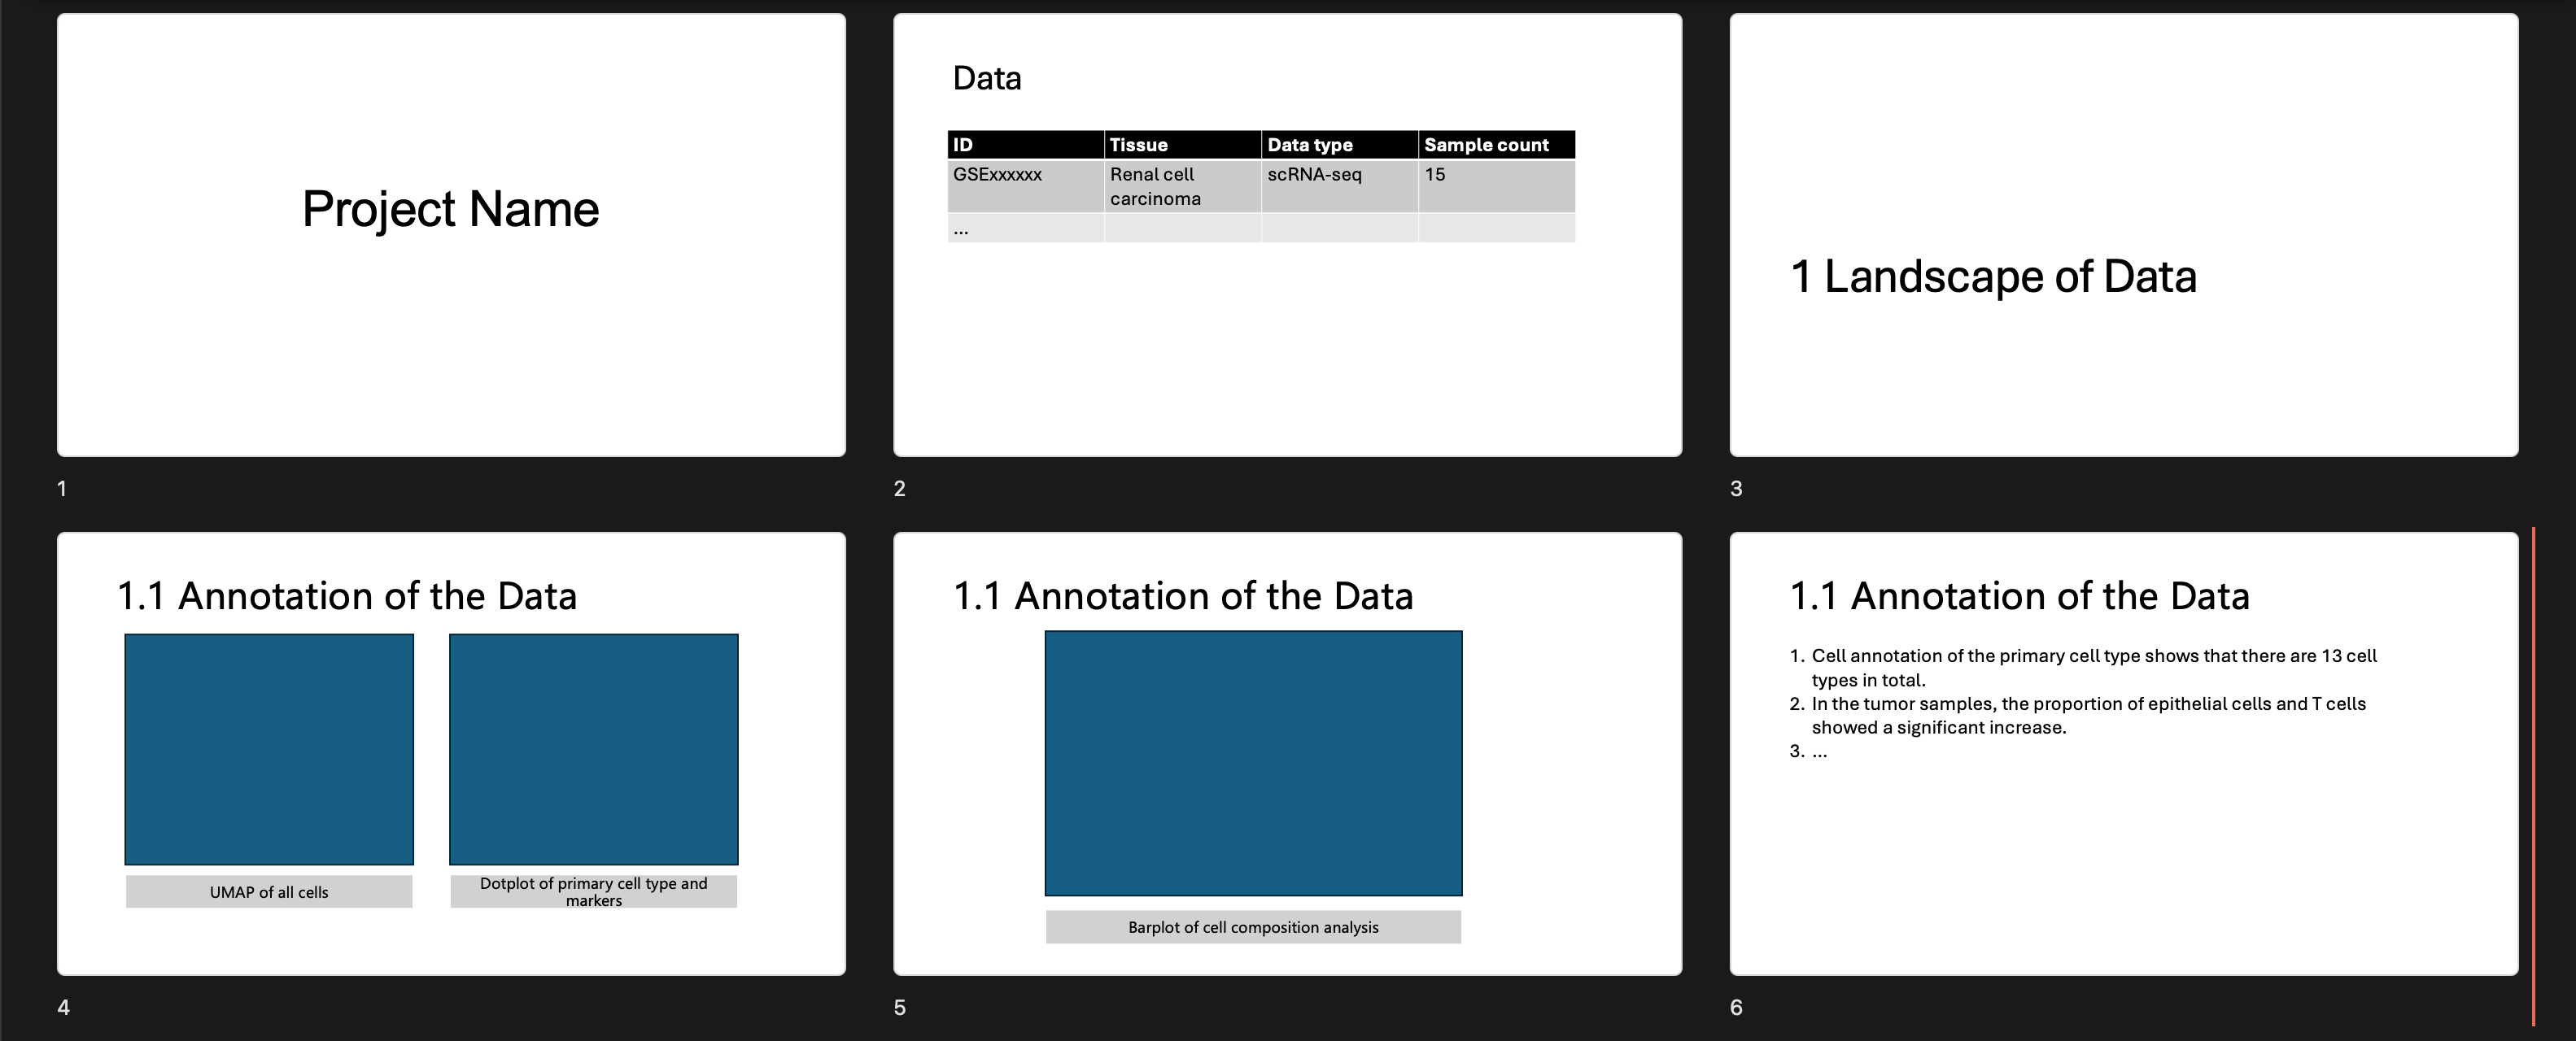 Project Name
1
Data
ID Tissue Data type Sample count
GSExxxxxx Renal cell carcinoma scRNA-seq 15
...
2
1 Landscape of Data
3
1.1 Annotation of the Data
UMAP of all cells
Dotplot of primary cell type and
markers
4
1.1 Annotation of the Data
Barplot of cell composition analysis
5
1.1 Annotation of the Data
1. Cell annotation of the primary cell type shows that there are 13 cell
types in total.
2. In the tumor samples, the proportion of epithelial cells and T cells
showed a significant increase.
3. ...
6